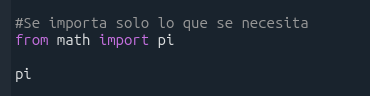 #Se importa solo lo que se necesita
from math import pi
pi